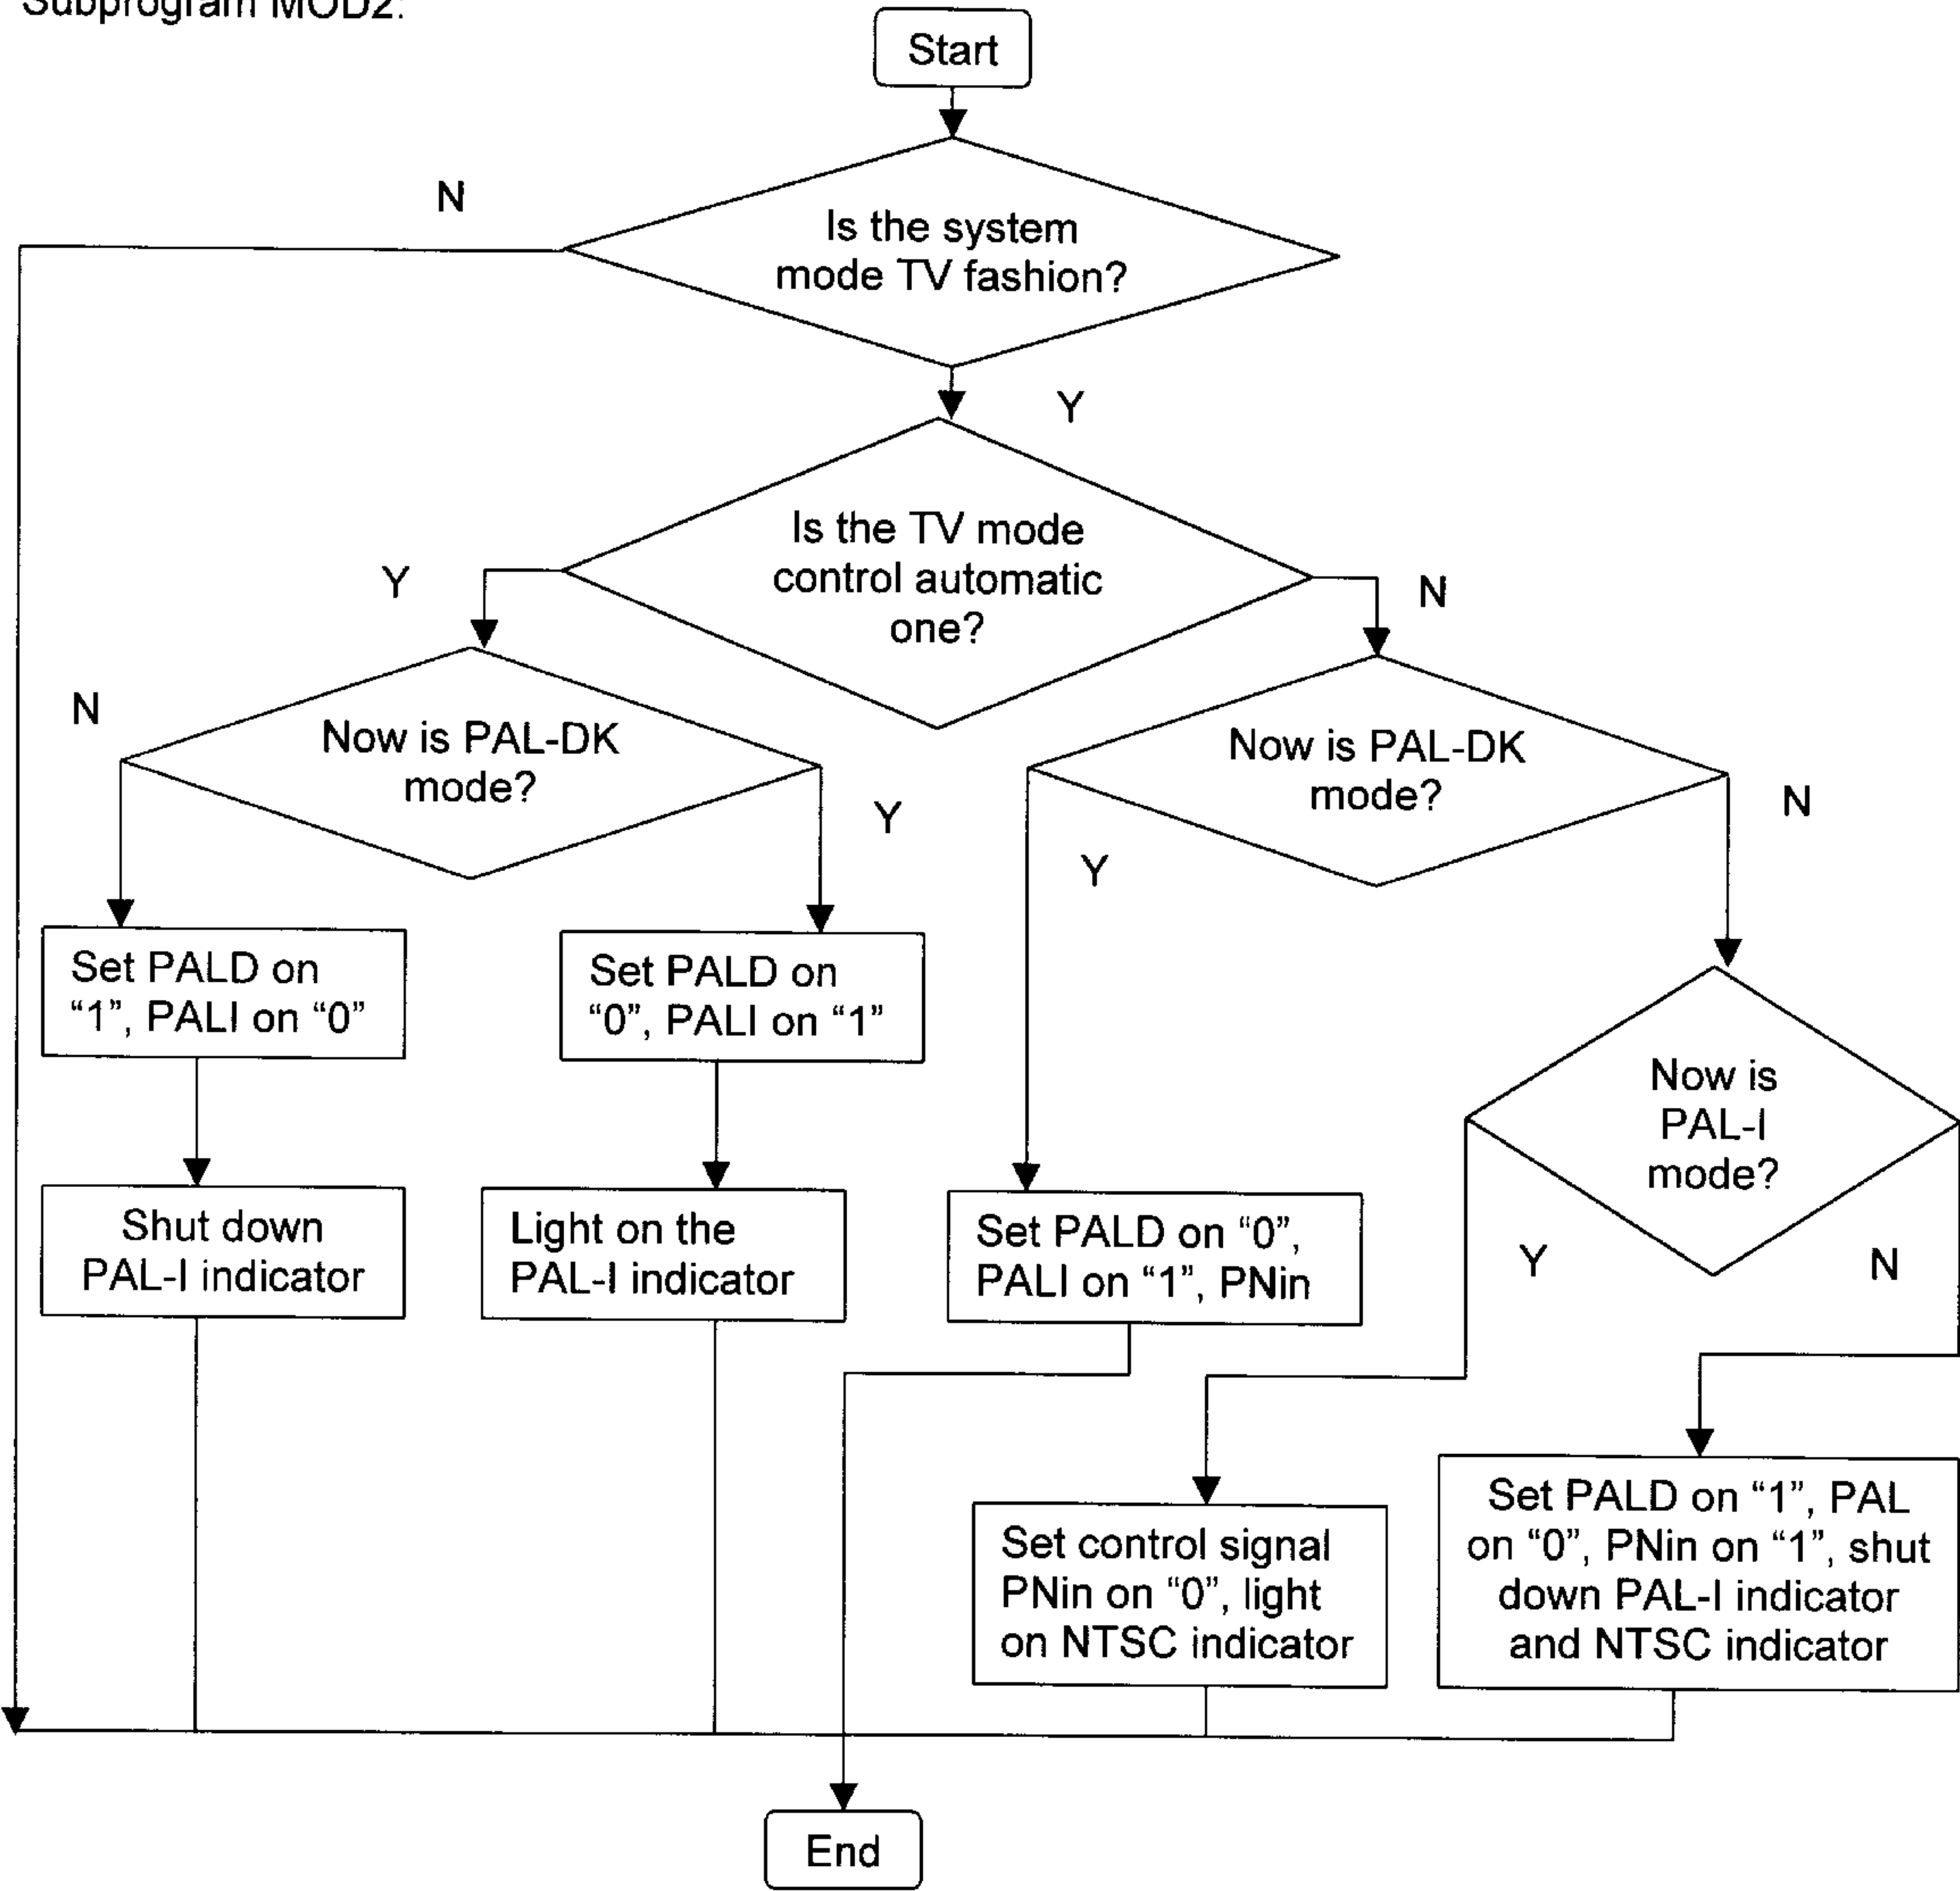 Subprogram MOD2:
Start
N
Is the system
mode TV fashion?
Y
Is the TV mode
control automatic
one?
Y
N
N
Now is PAL-DK
mode?
Y
Now is PAL-DK
mode?
N
Y
Set PALD on
“1”, PALI on “0”
Set PALD on
“0”, PALI on “1”
Now is
PAL-I
mode?
Y
N
Shut down
PAL-I indicator
Light on the
PAL-I indicator
Set PALD on “0”,
PALI on “1”, PNin
Set control signal
PNin on “0”, light
on NTSC indicator
Set PALD on “1”, PAL
on “0”, PNin on “1”, shut
down PAL-I indicator
and NTSC indicator
End